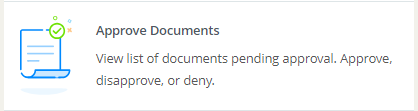 Approve Documents
View list of documents pending approval. Approve,
disapprove, or deny.